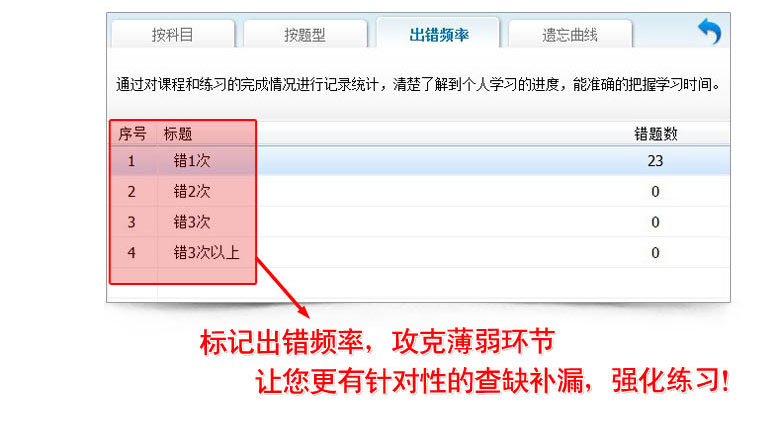 按科目 按题型 出错频率 遗忘曲线
通过对课程和练习的完成情况进行记录统计，清楚了解到个人学习的进度，能准确的把握学习时间。
序号 标题 错题数
1 错1次 23
2 错2次 0
3 错3次 0
4 错3次以上 0
标记出错频率，攻克薄弱环节
让您更有针对性的查缺补漏，强化练习!